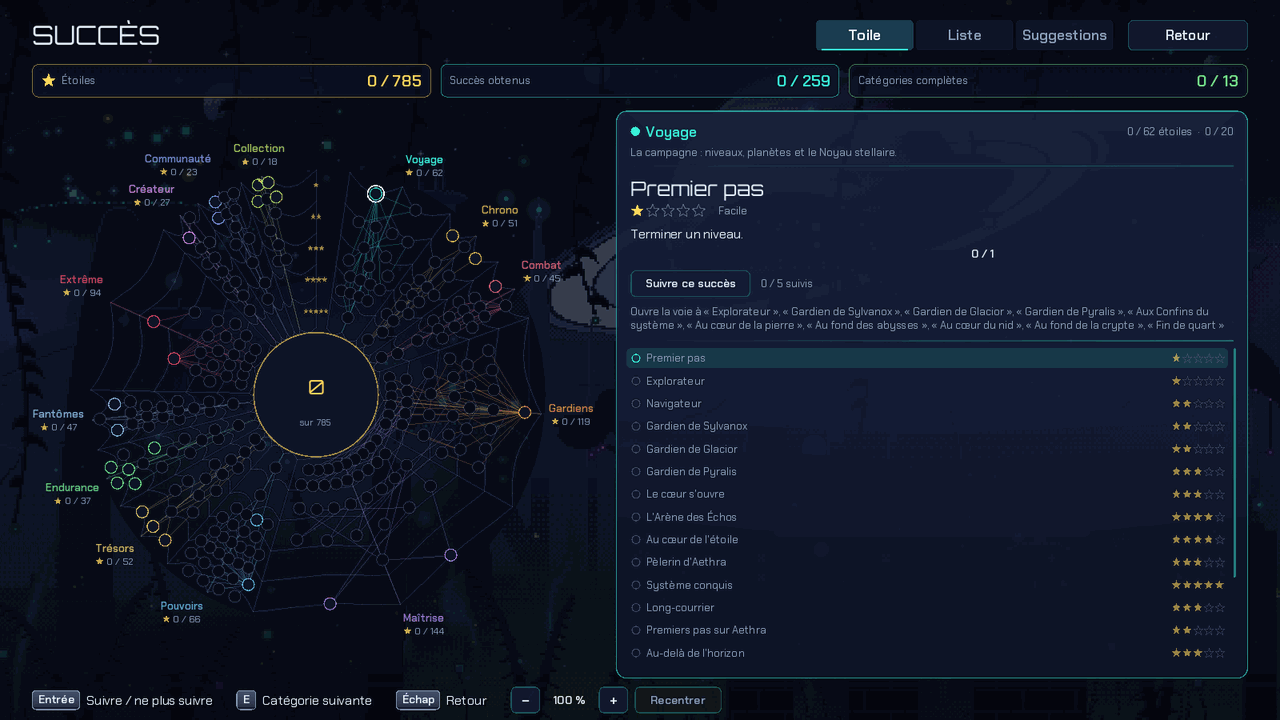 SUCCÈS
Toile
Liste
Suggestions
Retour
Étoiles
0 / 785
Succès obtenus
0 / 259
Catégories complètes
0 / 13
Collection
★ 0 / 18
Communauté
★ 0 / 23
Créateur
★ 0 / 27
Voyage
★ 0 / 62
Chrono
★ 0 / 51
Combat
★ 0 / 45
Extrême
★ 0 / 94
Gardiens
★ 0 / 119
Fantômes
★ 0 / 47
Endurance
★ 0 / 37
Trésors
★ 0 / 52
Pouvoirs
★ 0 / 66
Maîtrise
★ 0 / 144
0
sur 785
Voyage
0 / 62 étoiles · 0 / 20
La campagne : niveaux, planètes et le Noyau stellaire.
Premier pas
★☆☆☆☆ Facile
Terminer un niveau.
0 / 1
Suivre ce succès
0 / 5 suivis
Ouvre la voie à « Explorateur », « Gardien de Sylvanox », « Gardien de Glacior », « Gardien de Pyralis », « Aux Confins du
système », « Au cœur de la pierre », « Au fond des abysses », « Au cœur du nid », « Au fond de la crypte », « Fin de quart »
Premier pas ★☆☆☆☆
Explorateur ★☆☆☆☆
Navigateur ★★☆☆☆
Gardien de Sylvanox ★★☆☆☆
Gardien de Glacior ★★☆☆☆
Gardien de Pyralis ★★★☆☆
Le cœur s'ouvre ★★★☆☆
L'Arène des Échos ★★★★☆
Au cœur de l'étoile ★★★★☆
Pèlerin d'Aethra ★★★☆☆
Système conquis ★★★★★
Long-courrier ★★★☆☆
Premiers pas sur Aethra ★★☆☆☆
Au-delà de l'horizon ★★★☆☆
Entrée Suivre / ne plus suivre
E Catégorie suivante
Échap Retour
− 100 % +
Recentrer